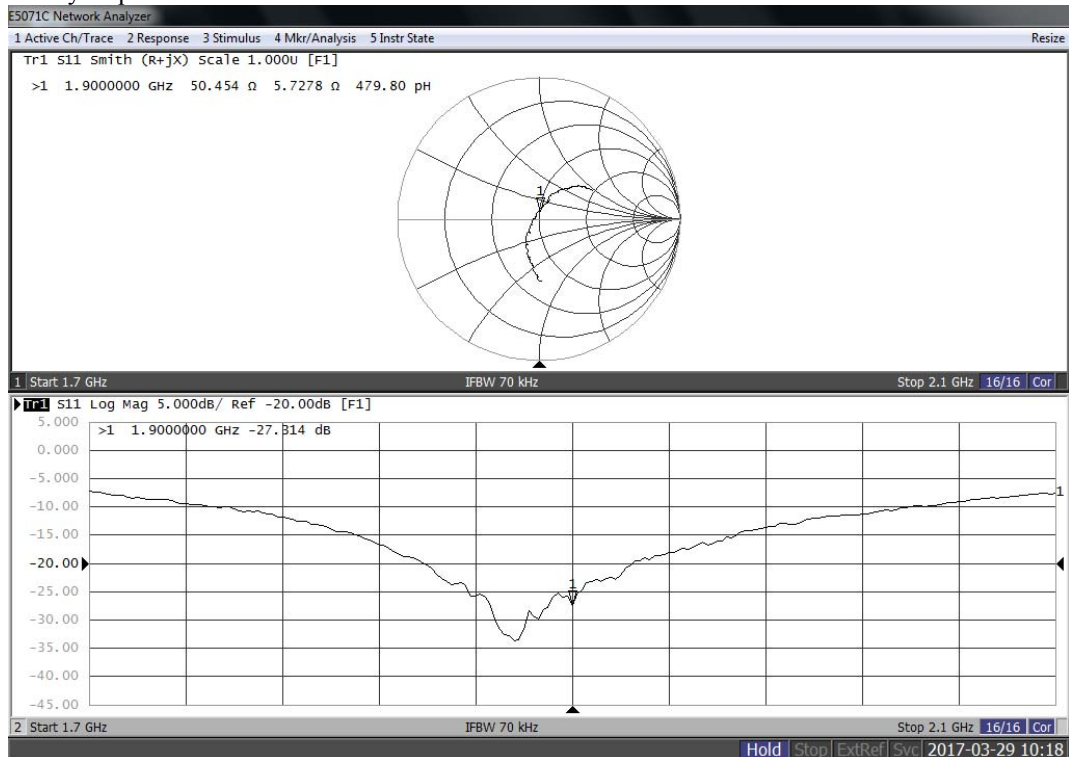 E5071C Network Analyzer
1 Active Ch/Trace 2 Response 3 Stimulus 4 Mkr/Analysis 5 Instr State Resize
Tr1 S11 Smith (R+jX) Scale 1.000U [F1]
>1 1.9000000 GHz 50.454 Ω 5.7278 Ω 479.80 pH
1
1 Start 1.7 GHz IFBW 70 kHz Stop 2.1 GHz 16/16 Cor
Tr1 S11 Log Mag 5.000dB/ Ref -20.00dB [F1]
5.000
>1 1.9000000 GHz -27.314 dB
0.000
-5.000
1
-10.00
-15.00
-20.00
1
-25.00
-30.00
-35.00
-40.00
-45.00
2 Start 1.7 GHz IFBW 70 kHz Stop 2.1 GHz 16/16 Cor
Hold Stop ExtRef Svc 2017-03-29 10:18